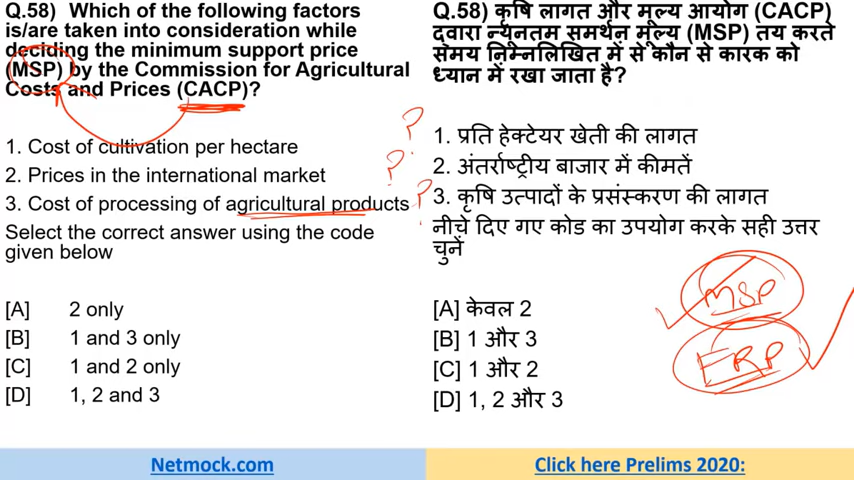 Q.58) Which of the following factors
is/are taken into consideration while
deciding the minimum support price
(MSP) by the Commission for Agricultural
Costs and Prices (CACP)?
1. Cost of cultivation per hectare
2. Prices in the international market
3. Cost of processing of agricultural products
Select the correct answer using the code
given below
[A] 2 only
[B] 1 and 3 only
[C] 1 and 2 only
[D] 1, 2 and 3
? ? ?
Q.58) कृषि लागत और मूल्य आयोग (CACP)
द्वारा न्यूनतम समर्थन मूल्य (MSP) तय करते
समय निम्नलिखित में से कौन से कारक को
ध्यान में रखा जाता है?
1. प्रति हेक्टेयर खेती की लागत
2. अंतर्राष्ट्रीय बाजार में कीमतें
3. कृषि उत्पादों के प्रसंस्करण की लागत
नीचे दिए गए कोड का उपयोग करके सही उत्तर
चुनें
[A] केवल 2
[B] 1 और 3
[C] 1 और 2
[D] 1, 2 और 3
MSP
FRP
Netmock.com
Click here Prelims 2020: